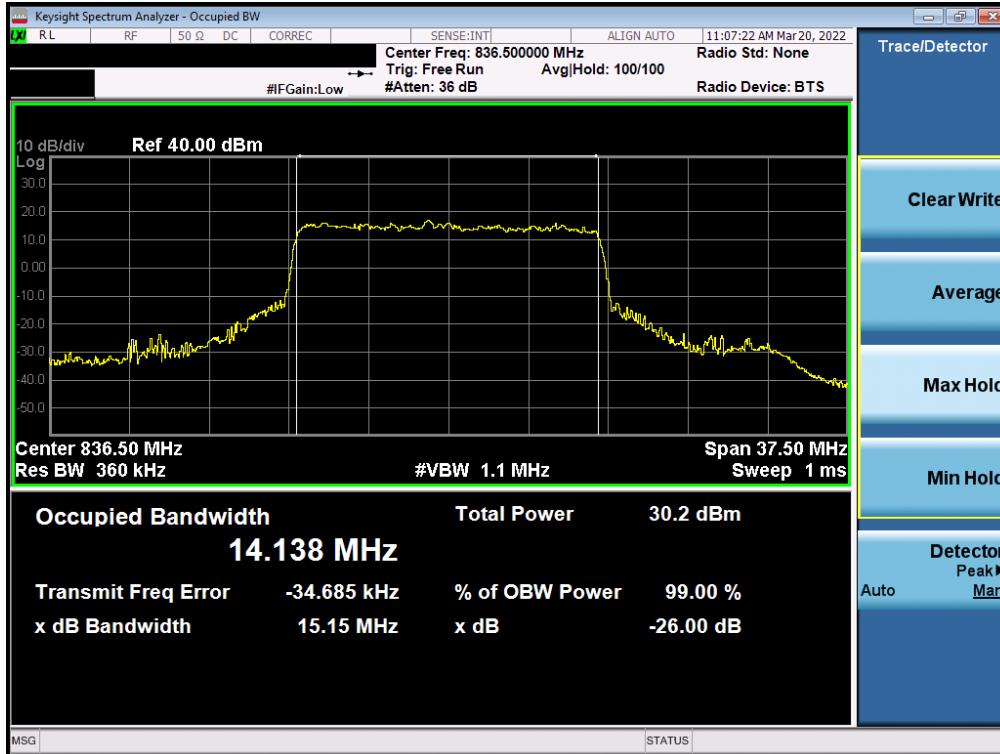 Keysight Spectrum Analyzer - Occupied BW
LXI RL RF 50 Ω DC CORREC SENSE:INT ALIGN AUTO 11:07:22 AM Mar 20, 2022
Center Freq: 836.500000 MHz Radio Std: None
Trig: Free Run Avg|Hold: 100/100
#IFGain:Low #Atten: 36 dB Radio Device: BTS
10 dB/div Ref 40.00 dBm
Log
30.0
20.0
10.0
0.00
-10.0
-20.0
-30.0
-40.0
-50.0
Center 836.50 MHz Span 37.50 MHz
Res BW 360 kHz #VBW 1.1 MHz Sweep 1 ms
Occupied Bandwidth Total Power 30.2 dBm
14.138 MHz
Transmit Freq Error -34.685 kHz % of OBW Power 99.00 %
x dB Bandwidth 15.15 MHz x dB -26.00 dB
MSG STATUS
Trace/Detector
Clear Write
Average
Max Hold
Min Hold
Detector
Peak
Auto Man